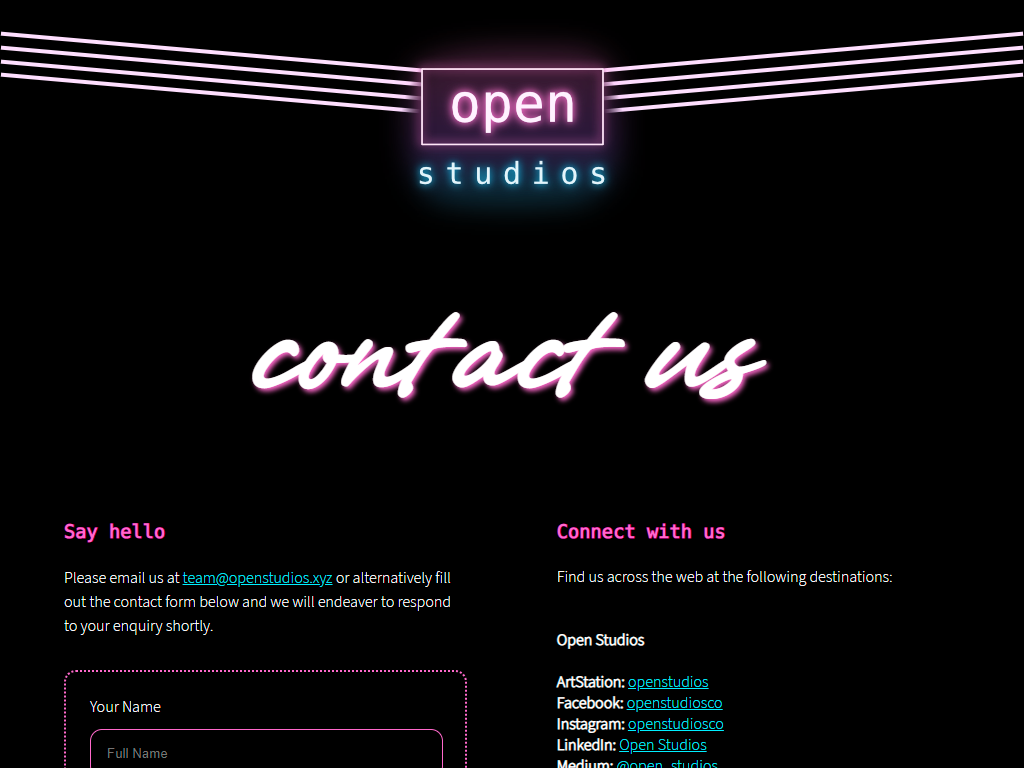 open
studios
contact us
Say hello
Please email us at team@openstudios.xyz or alternatively fill
out the contact form below and we will endeaver to respond
to your enquiry shortly.
Your Name
Full Name
Connect with us
Find us across the web at the following destinations:
Open Studios
ArtStation: openstudios
Facebook: openstudiosco
Instagram: openstudiosco
LinkedIn: Open Studios
Medium: @open_studios